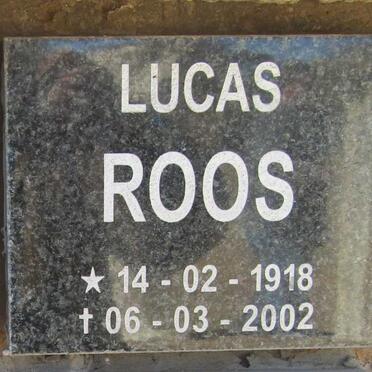 LUCAS
ROOS
★ 14 - 02 - 1918
† 06 - 03 - 2002